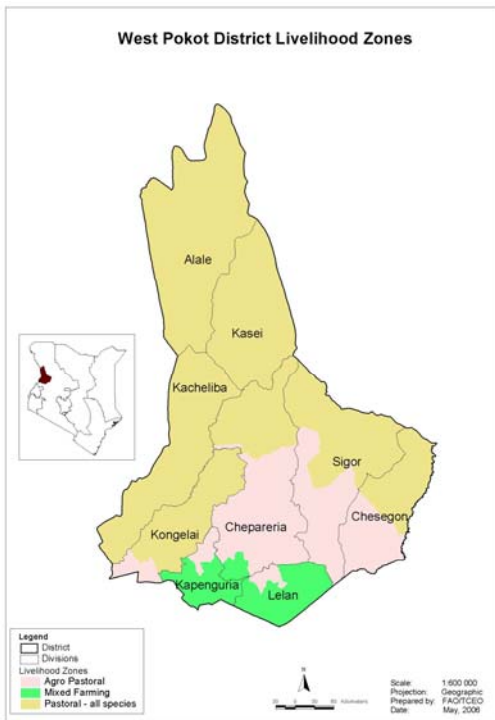 West Pokot District Livelihood Zones
Alale
Kasei
Kacheliba
Sigor
Chesegon
Chepareria
Kongelai
Kapenguria
Lelan
Legend
District
Divisions
Livelihood Zones
Agro Pastoral
Mixed Farming
Pastoral - all species
N
Kilometers
Scale: 1:600 000
Projection: Geographic
Prepared by: FAO/TCEO
Date: May, 2006